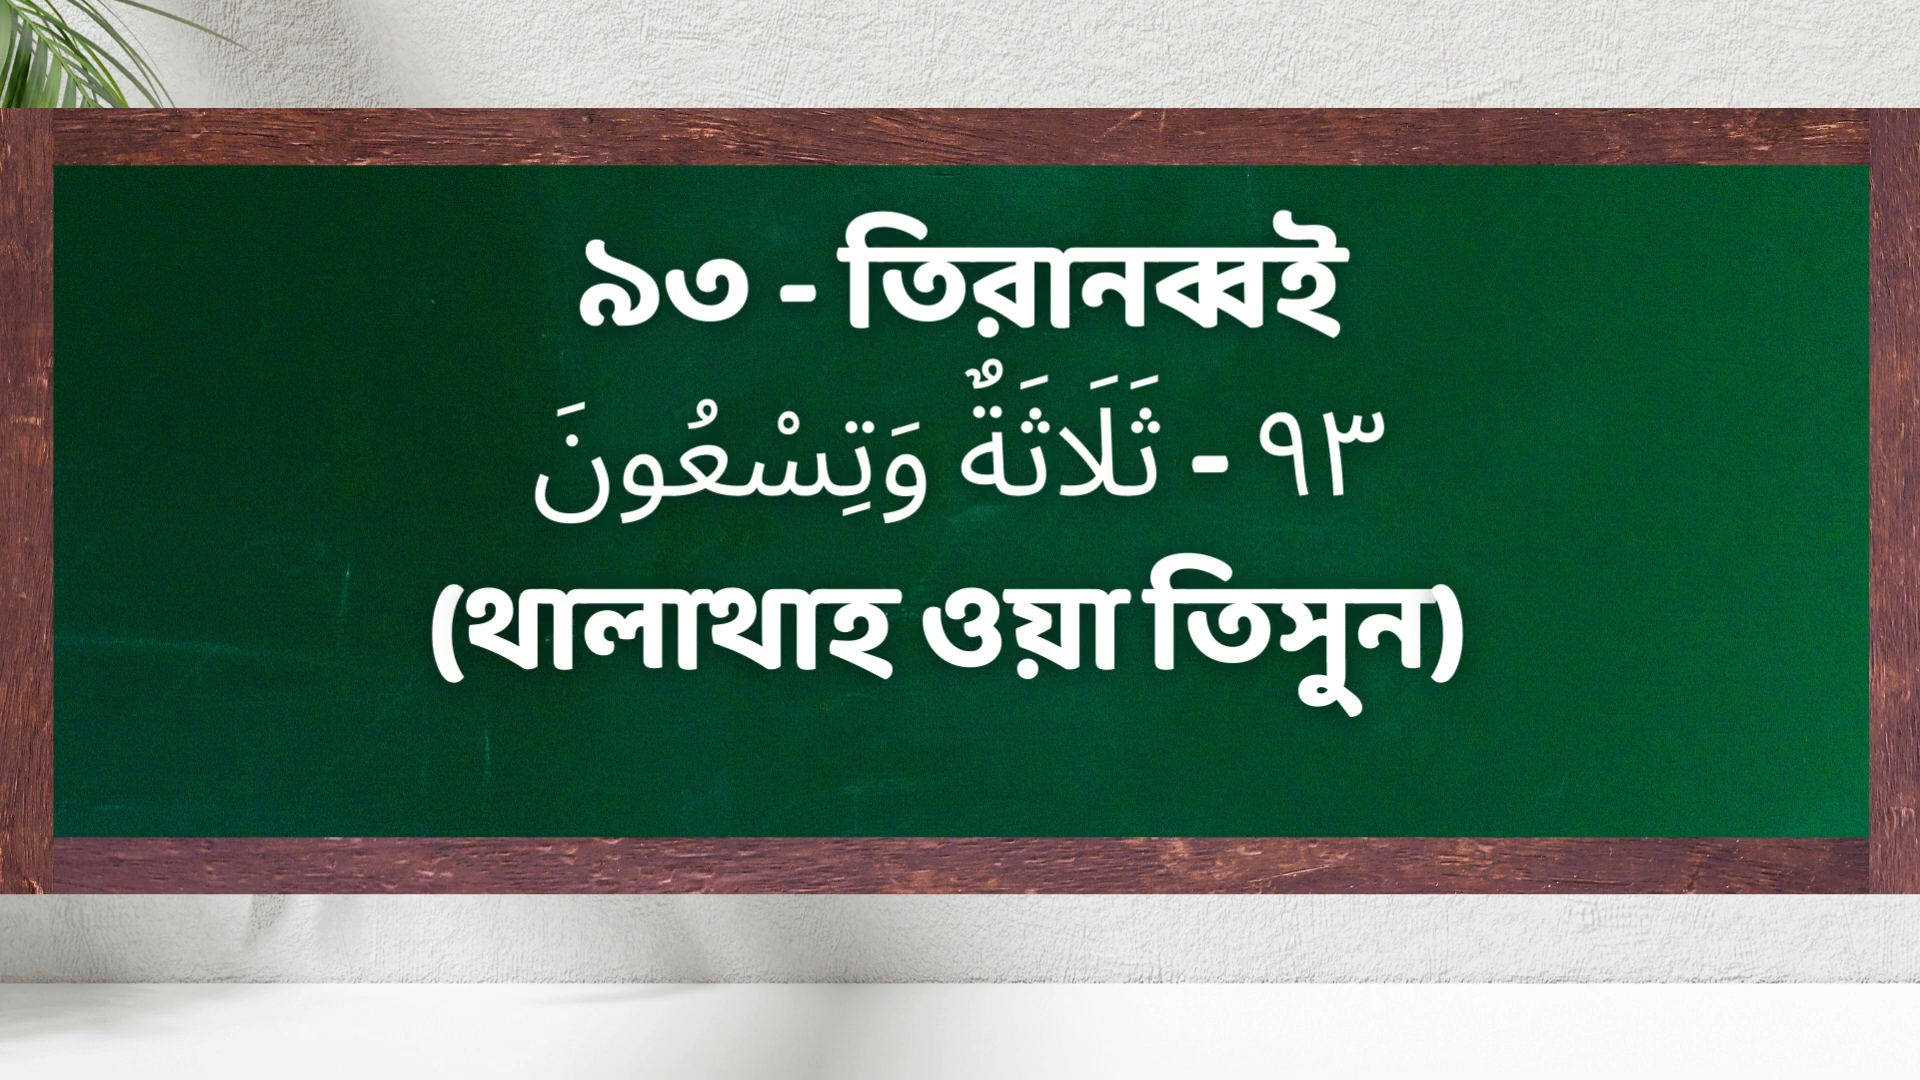 ৯৩ - তিরানব্বই
٩٣ - ثَلَاثَةٌ وَتِسْعُونَ
(থালাথাহ ওয়া তিসুন)